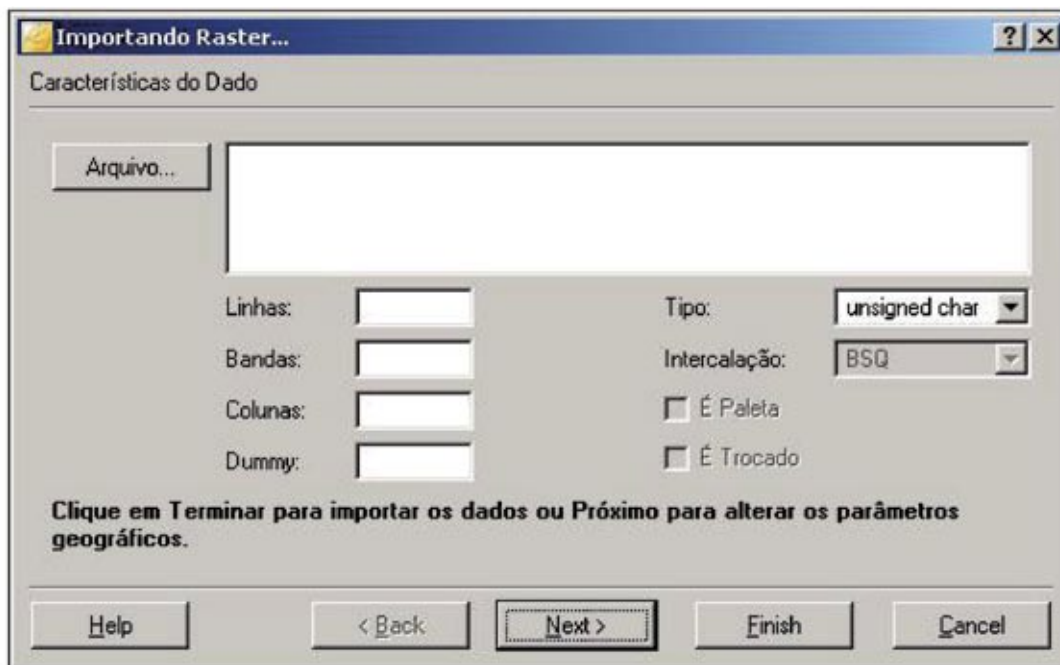 Importando Raster...
Características do Dado
Arquivo...
Linhas:
Tipo:
unsigned char
Bandas:
Intercalação:
BSQ
Colunas:
É Paleta
Dummy:
É Trocado
Clique em Terminar para importar os dados ou Próximo para alterar os parâmetros
geográficos.
Help
< Back
Next >
Finish
Cancel